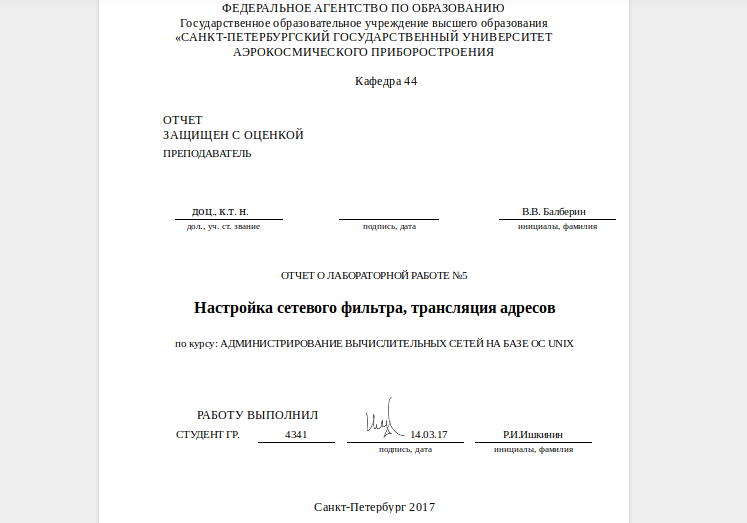 ФЕДЕРАЛЬНОЕ АГЕНТСТВО ПО ОБРАЗОВАНИЮ
Государственное образовательное учреждение высшего образования
«САНКТ-ПЕТЕРБУРГСКИЙ ГОСУДАРСТВЕННЫЙ УНИВЕРСИТЕТ
АЭРОКОСМИЧЕСКОГО ПРИБОРОСТРОЕНИЯ
Кафедра 44
ОТЧЕТ
ЗАЩИЩЕН С ОЦЕНКОЙ
ПРЕПОДАВАТЕЛЬ
доц., к.т. н. В.В. Балберин
дол., уч. ст. звание подпись, дата инициалы, фамилия
ОТЧЕТ О ЛАБОРАТОРНОЙ РАБОТЕ №5
Настройка сетевого фильтра, трансляция адресов
по курсу: АДМИНИСТРИРОВАНИЕ ВЫЧИСЛИТЕЛЬНЫХ СЕТЕЙ НА БАЗЕ ОС UNIX
РАБОТУ ВЫПОЛНИЛ
СТУДЕНТ ГР. 4341 14.03.17 Р.И.Ишкинин
подпись, дата инициалы, фамилия
Санкт-Петербург 2017